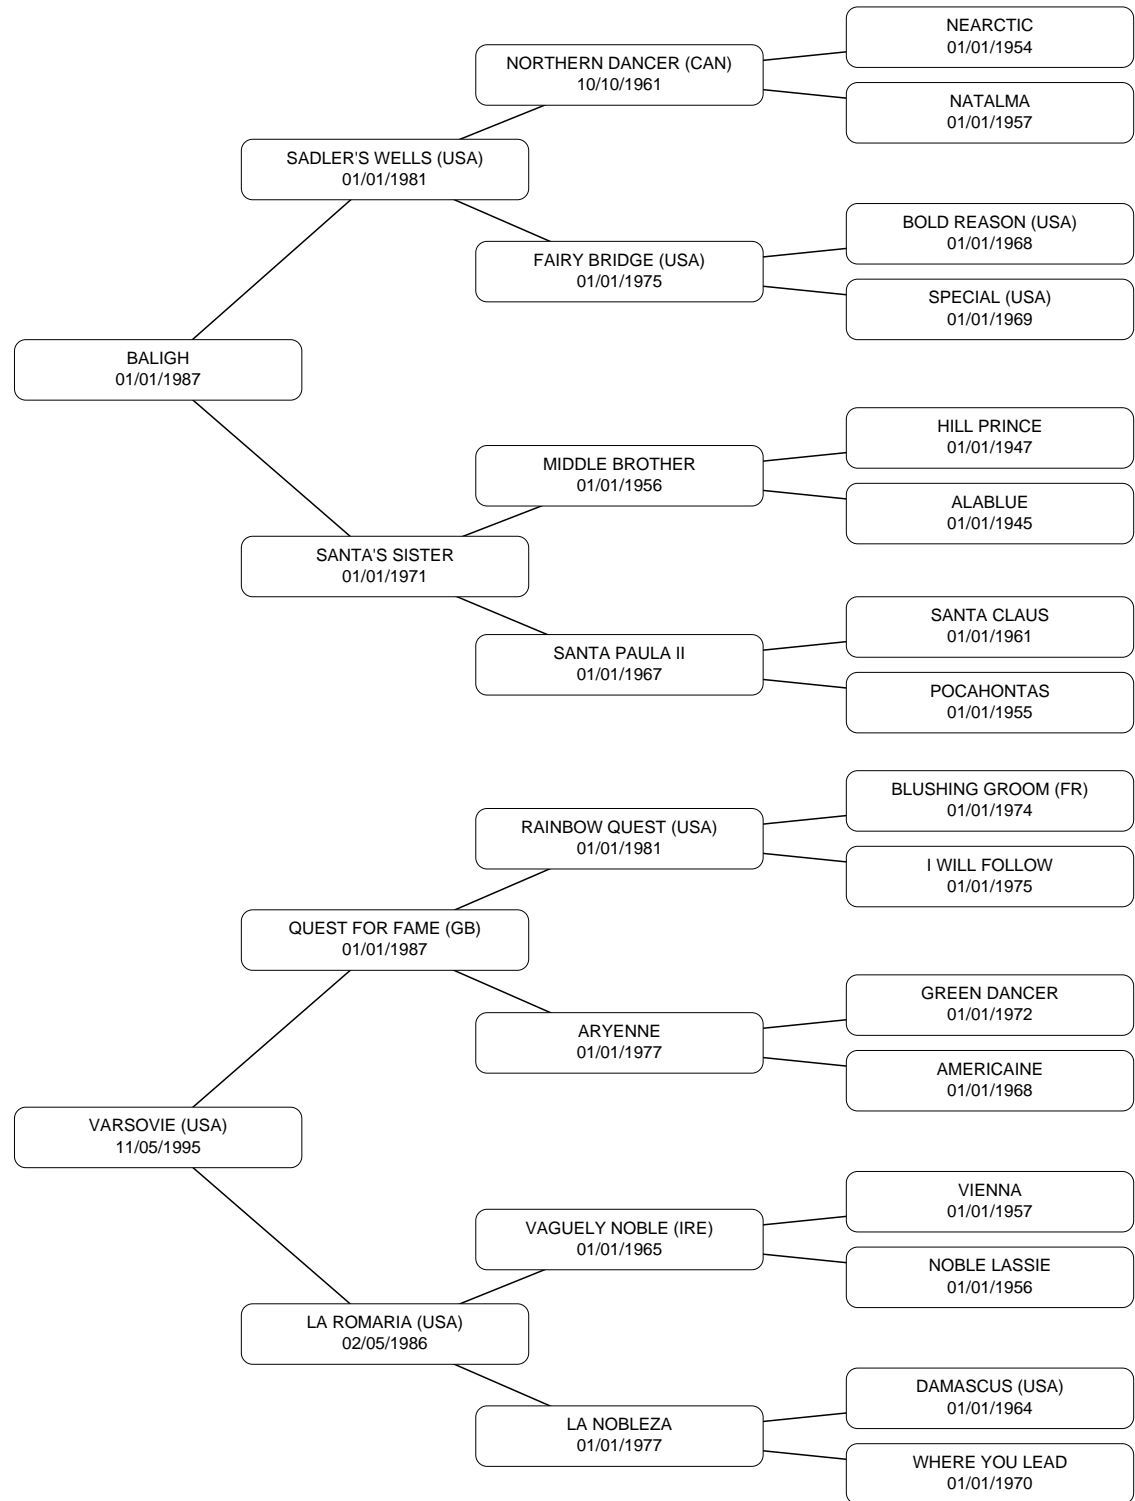 NEARCTIC
01/01/1954
NORTHERN DANCER (CAN)
10/10/1961
NATALMA
01/01/1957
SADLER'S WELLS (USA)
01/01/1981
BOLD REASON (USA)
01/01/1968
FAIRY BRIDGE (USA)
01/01/1975
SPECIAL (USA)
01/01/1969
BALIGH
01/01/1987
HILL PRINCE
01/01/1947
MIDDLE BROTHER
01/01/1956
ALABLUE
01/01/1945
SANTA'S SISTER
01/01/1971
SANTA CLAUS
01/01/1961
SANTA PAULA II
01/01/1967
POCAHONTAS
01/01/1955
BLUSHING GROOM (FR)
01/01/1974
RAINBOW QUEST (USA)
01/01/1981
I WILL FOLLOW
01/01/1975
QUEST FOR FAME (GB)
01/01/1987
GREEN DANCER
01/01/1972
ARYENNE
01/01/1977
AMERICAINE
01/01/1968
VARSOVIE (USA)
11/05/1995
VIENNA
01/01/1957
VAGUELY NOBLE (IRE)
01/01/1965
NOBLE LASSIE
01/01/1956
LA ROMARIA (USA)
02/05/1986
DAMASCUS (USA)
01/01/1964
LA NOBLEZA
01/01/1977
WHERE YOU LEAD
01/01/1970